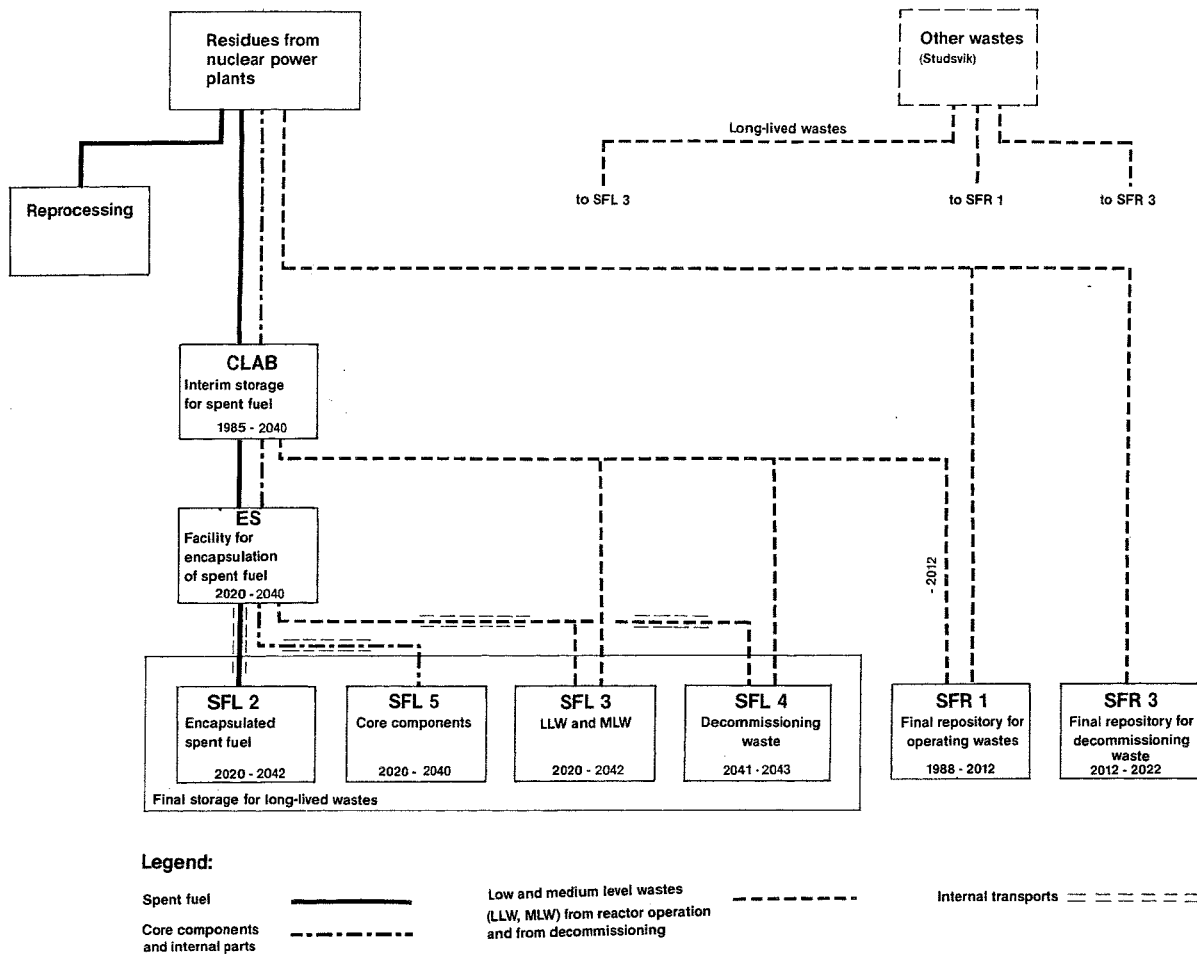 Residues from
nuclear power
plants
Other wastes
(Studsvik)
Long-lived wastes
to SFL 3
to SFR 1
to SFR 3
Reprocessing
CLAB
Interim storage
for spent fuel
1985 - 2040
ES
Facility for
encapsulation
of spent fuel
2020 - 2040
- 2012
SFL 2
Encapsulated
spent fuel
2020 - 2042
SFL 5
Core components
2020 - 2040
SFL 3
LLW and MLW
2020 - 2042
SFL 4
Decommissioning
waste
2041 - 2043
SFR 1
Final repository for
operating wastes
1988 - 2012
SFR 3
Final repository for
decommissioning
waste
2012 - 2022
Final storage for long-lived wastes
Legend:
Spent fuel
Core components
and internal parts
Low and medium level wastes
(LLW, MLW) from reactor operation
and from decommissioning
Internal transports